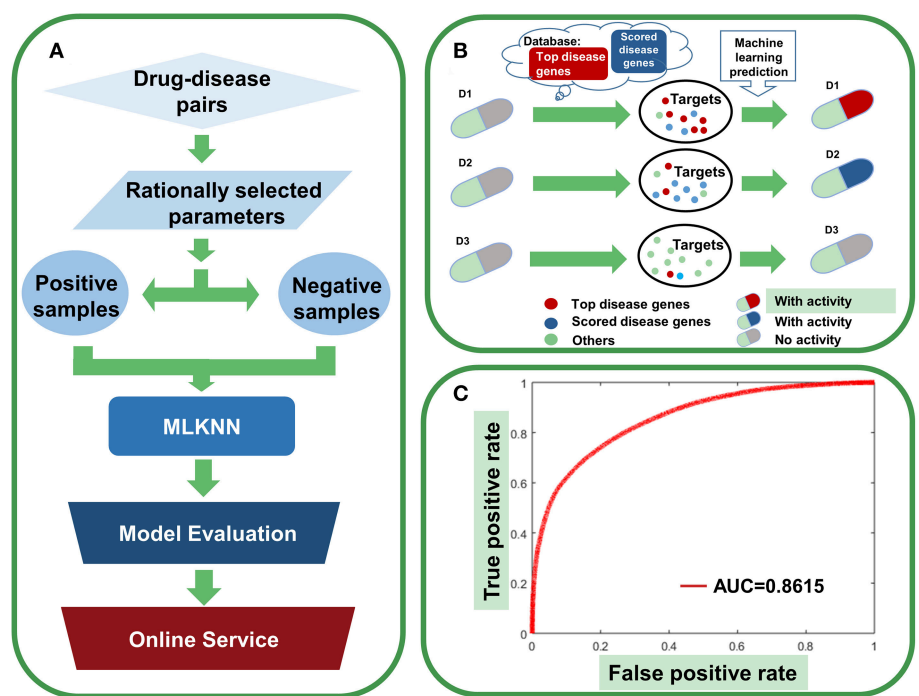 A
Drug-disease
pairs
Rationally selected
parameters
Positive
samples
Negative
samples
MLKNN
Model Evaluation
Online Service
B
Database:
Top disease
genes
Scored
disease
genes
Machine
learning
prediction
D1
Targets
D1
D2
Targets
D2
D3
Targets
D3
Top disease genes
Scored disease genes
Others
With activity
With activity
No activity
C
True positive rate
1
0.8
0.6
0.4
0.2
0
0
0.2
0.4
0.6
0.8
1
AUC=0.8615
False positive rate